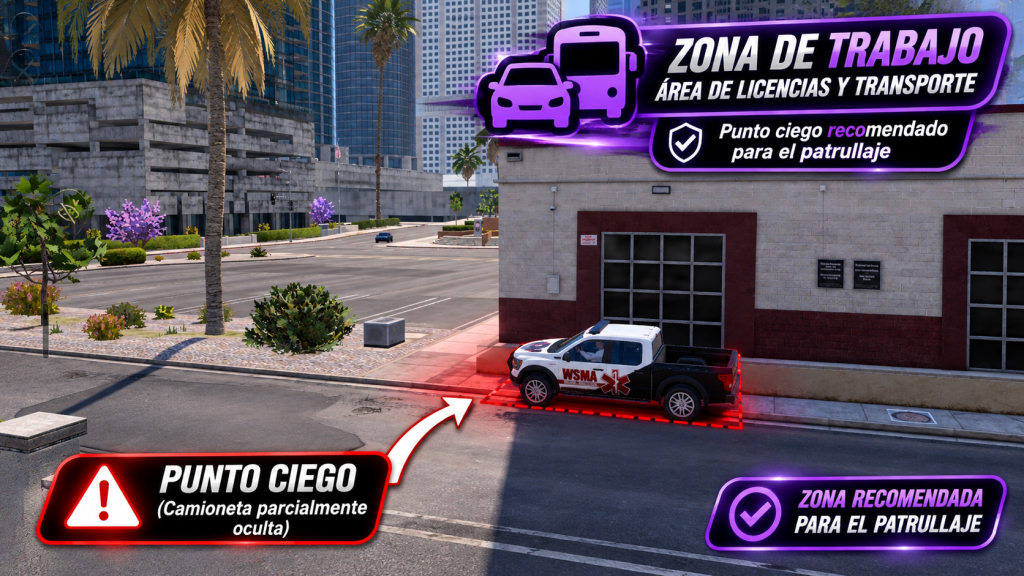 ZONA DE TRABAJO
ÁREA DE LICENCIAS Y TRANSPORTE
Punto ciego recomendado
para el patrullaje
WSMA
PUNTO CIEGO
(Camioneta parcialmente
oculta)
ZONA RECOMENDADA
PARA EL PATRULLAJE